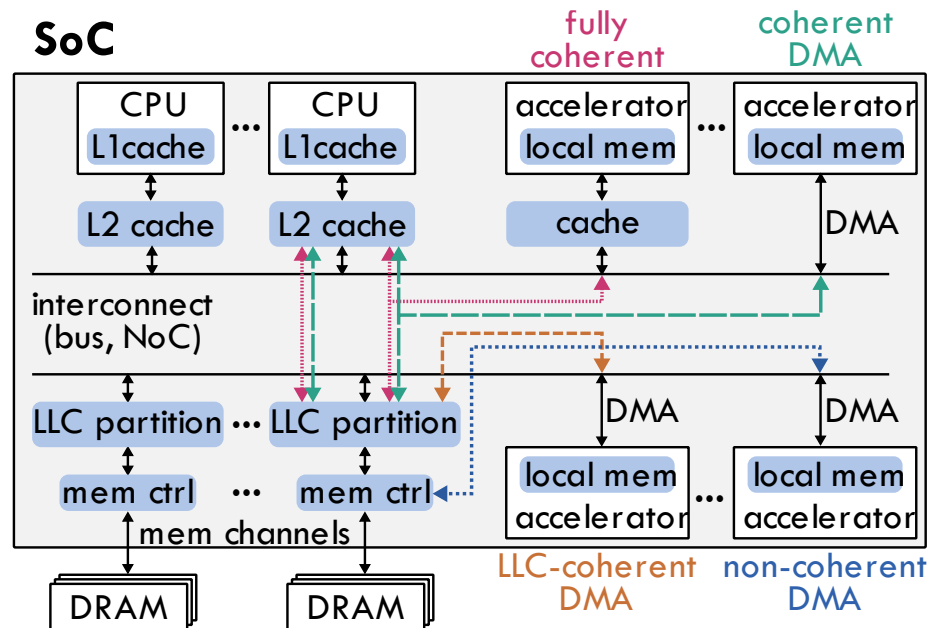 SoC
fully
coherent
coherent
DMA
CPU
L1cache
...
CPU
L1cache
accelerator
local mem
...
accelerator
local mem
L2 cache
L2 cache
cache
DMA
interconnect
(bus, NoC)
LLC partition
...
LLC partition
DMA
DMA
mem ctrl
...
mem ctrl
local mem
accelerator
...
local mem
accelerator
mem channels
DRAM
DRAM
LLC-coherent
DMA
non-coherent
DMA